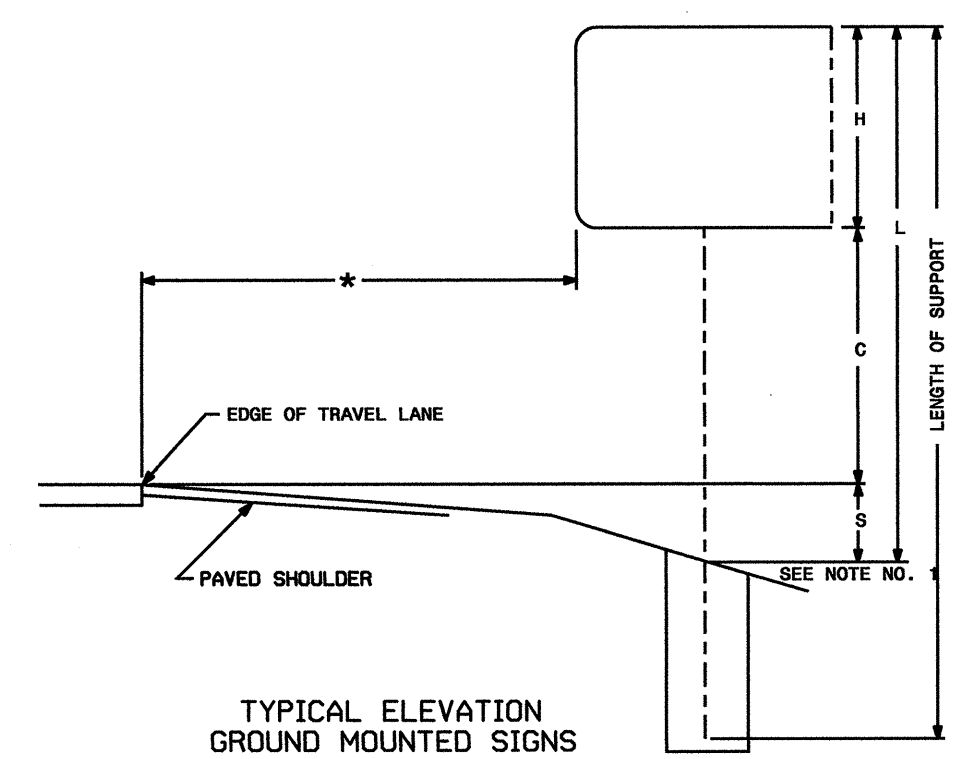 H
L
LENGTH OF SUPPORT
*
C
EDGE OF TRAVEL LANE
S
SEE NOTE NO. 1
PAVED SHOULDER
TYPICAL ELEVATION
GROUND MOUNTED SIGNS